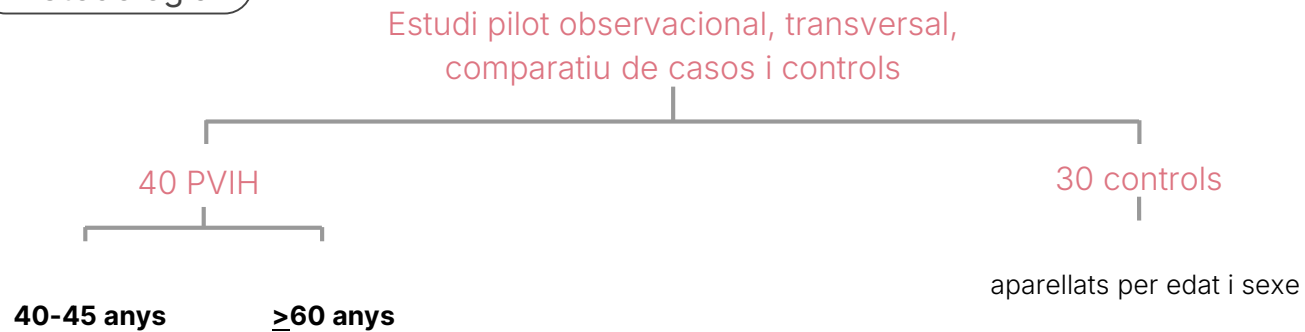 Estudi pilot observacional, transversal,
comparatiu de casos i controls
40 PVIH
30 controls
aparellats per edat i sexe
40-45 anys
≥60 anys